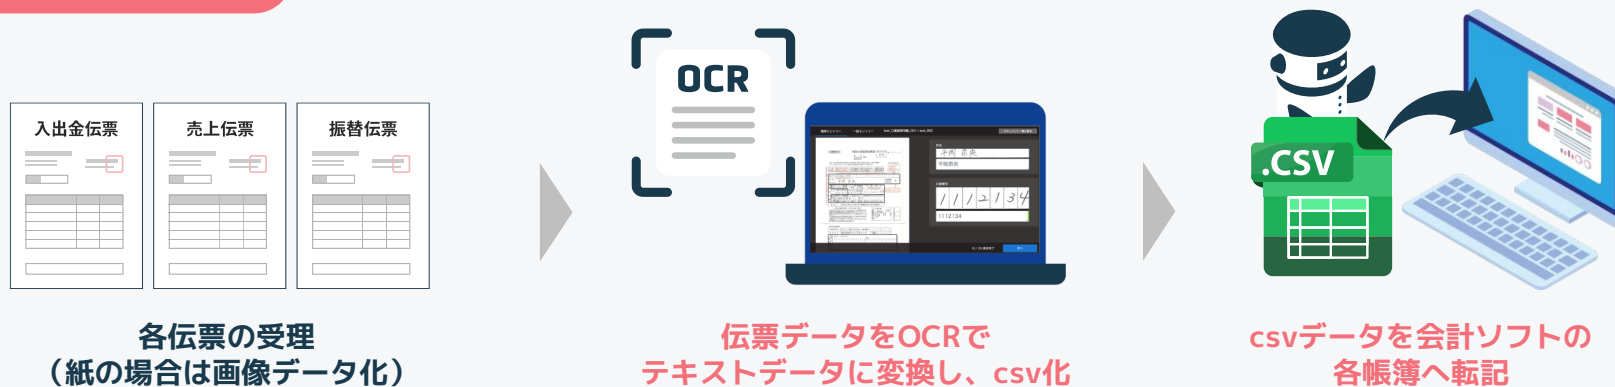 入出金伝票
売上伝票
振替伝票
OCR
1112134
1112134
.CSV
各伝票の受理
（紙の場合は画像データ化）
伝票データをOCRで
テキストデータに変換し、csv化
csvデータを会計ソフトの
各帳簿へ転記